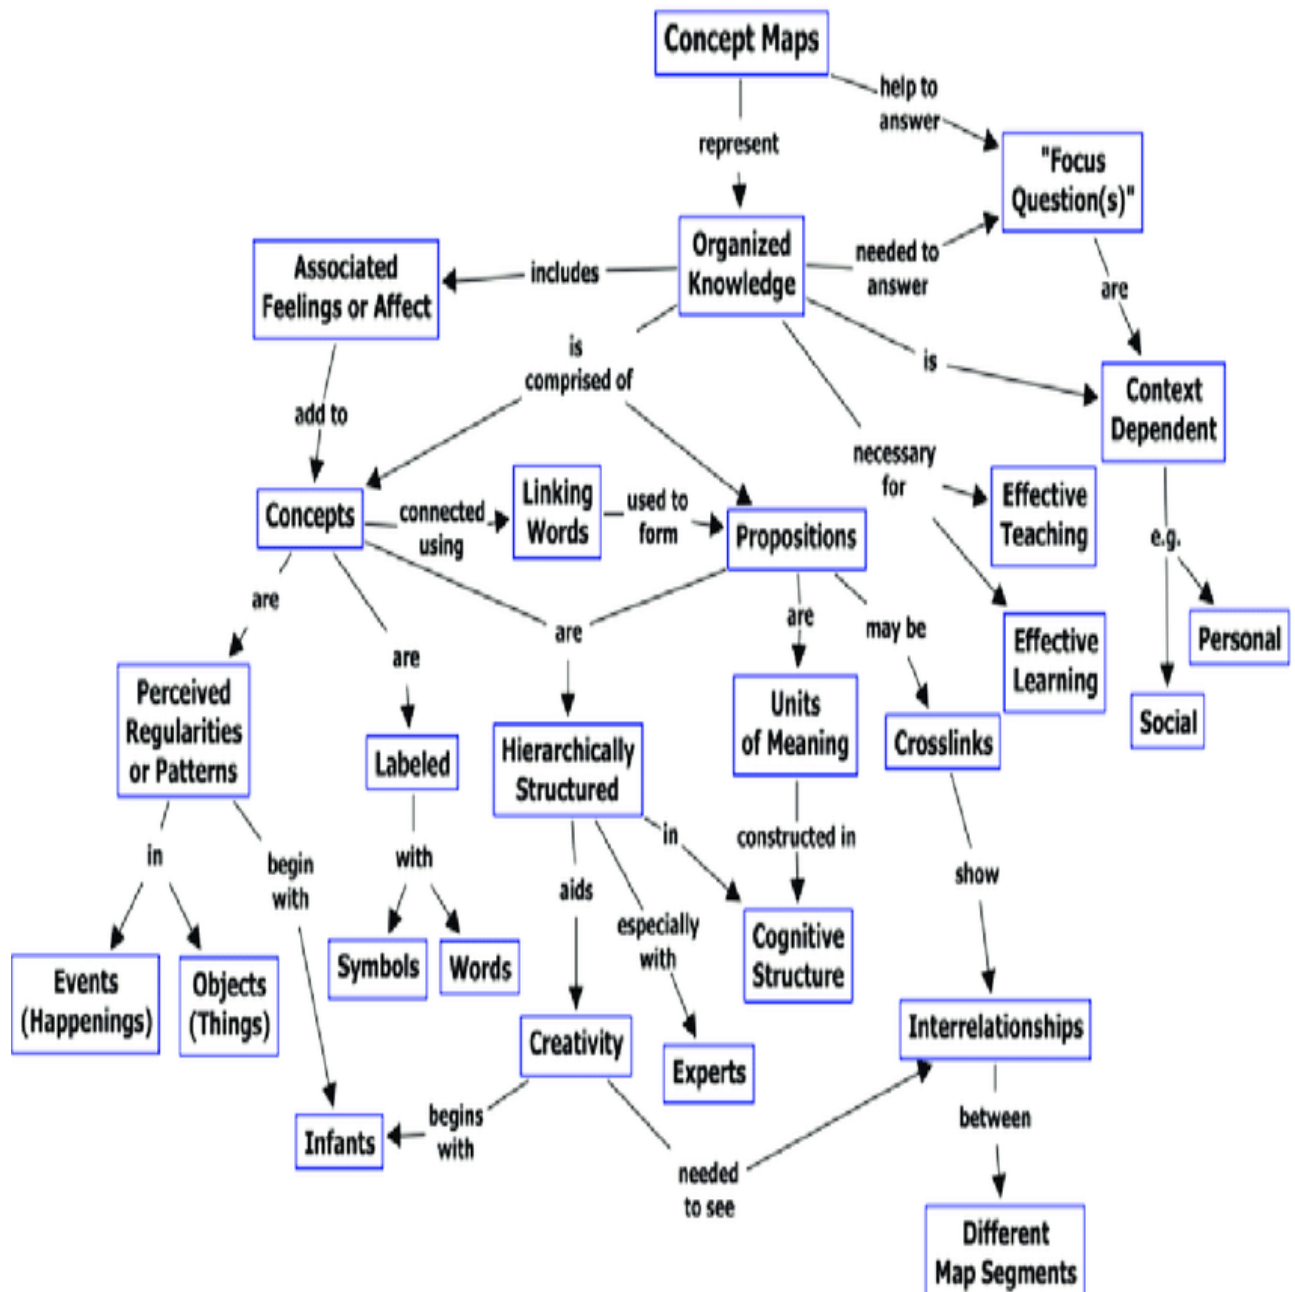 Concept Maps
help to
answer
represent
"Focus
Question(s)"
Organized
Knowledge
needed to
answer
includes
Associated
Feelings or Affect
are
is
comprised of
is
Context
Dependent
add to
necessary
for
Concepts
connected
using
Linking
Words
used to
form
Propositions
Effective
Teaching
e.g.
are
are
are
are
may be
Effective
Learning
Personal
Social
Perceived
Regularities
or Patterns
Labeled
Hierarchically
Structured
Units
of Meaning
Crosslinks
in
begin
with
with
aids
in
constructed in
show
especially
with
Events
(Happenings)
Objects
(Things)
Symbols
Words
Cognitive
Structure
Creativity
Experts
Interrelationships
Infants
begins
with
needed
to see
between
Different
Map Segments